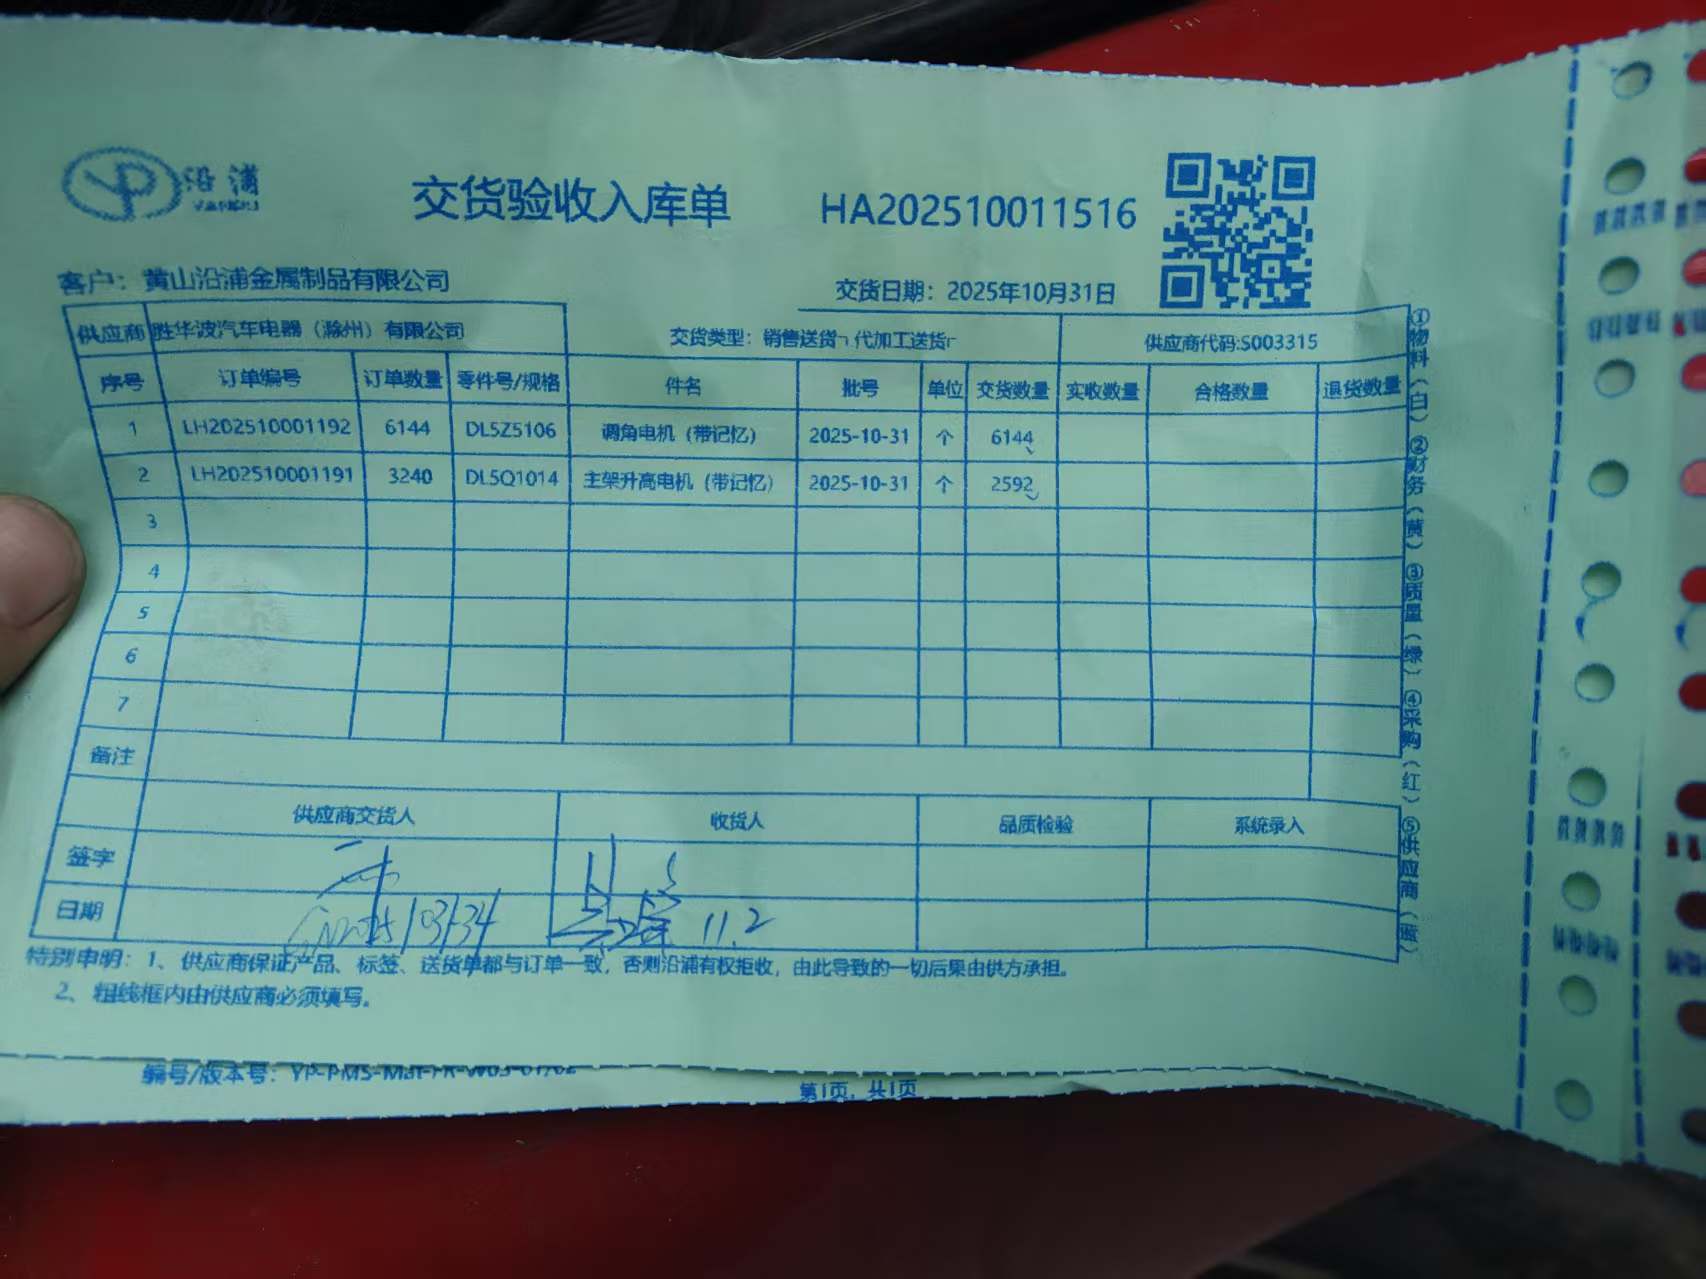 沿浦
YANPU
交货验收入库单 HA202510011516
客户：黄山沿浦金属制品有限公司
交货日期：2025年10月31日
供应商 胜华波汽车电器（滁州）有限公司 交货类型：销售送货 代加工送货 供应商代码:S003315
序号 订单编号 订单数量 零件号/规格 件名 批号 单位 交货数量 实收数量 合格数量 退货数量
1 LH202510001192 6144 DL5Z5106 调角电机（带记忆） 2025-10-31 个 6144
2 LH202510001191 3240 DL5Q1014 主架升高电机（带记忆） 2025-10-31 个 2592
3
4
5
6
7
备注
供应商交货人 收货人 品质检验 系统录入
签字
日期 11.2
特别申明：1、供应商保证产品、标签、送货单都与订单一致，否则沿浦有权拒收，由此导致的一切后果由供方承担。
2、粗线框内由供应商必须填写。
编号/版本号：YP-PMS-Mat-FR-W03-01/02
第1页，共1页
①物料（白）②财务（黄）③质量（绿）④采购（红）⑤供应商（蓝）